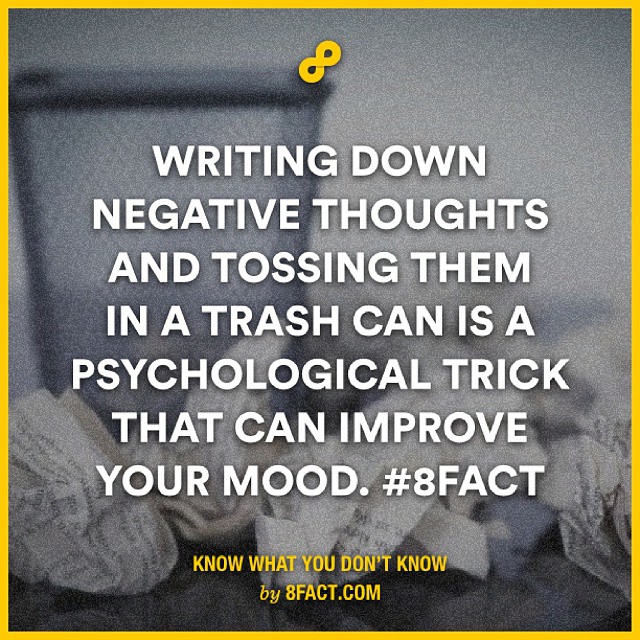 WRITING DOWN
NEGATIVE THOUGHTS
AND TOSSING THEM
IN A TRASH CAN IS A
PSYCHOLOGICAL TRICK
THAT CAN IMPROVE
YOUR MOOD. #8FACT
KNOW WHAT YOU DON'T KNOW
by 8FACT.COM